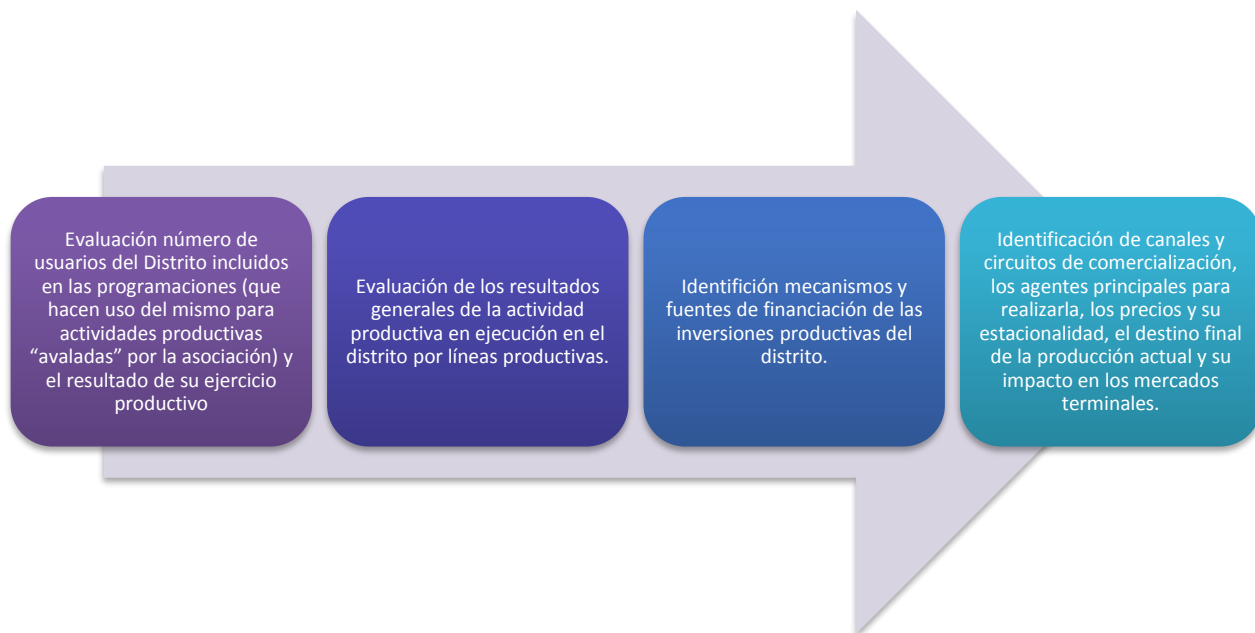 Evaluación número de
usuarios del Distrito incluidos
en las programaciones (que
hacen uso del mismo para
actividades productivas
“avaladas” por la asociación) y
el resultado de su ejercicio
productivo
Evaluación de los resultados
generales de la actividad
productiva en ejecución en el
distrito por líneas productivas.
Identifición mecanismos y
fuentes de financiación de las
inversiones productivas del
distrito.
Identificación de canales y
circuitos de comercialización,
los agentes principales para
realizarla, los precios y su
estacionalidad, el destino final
de la producción actual y su
impacto en los mercados
terminales.